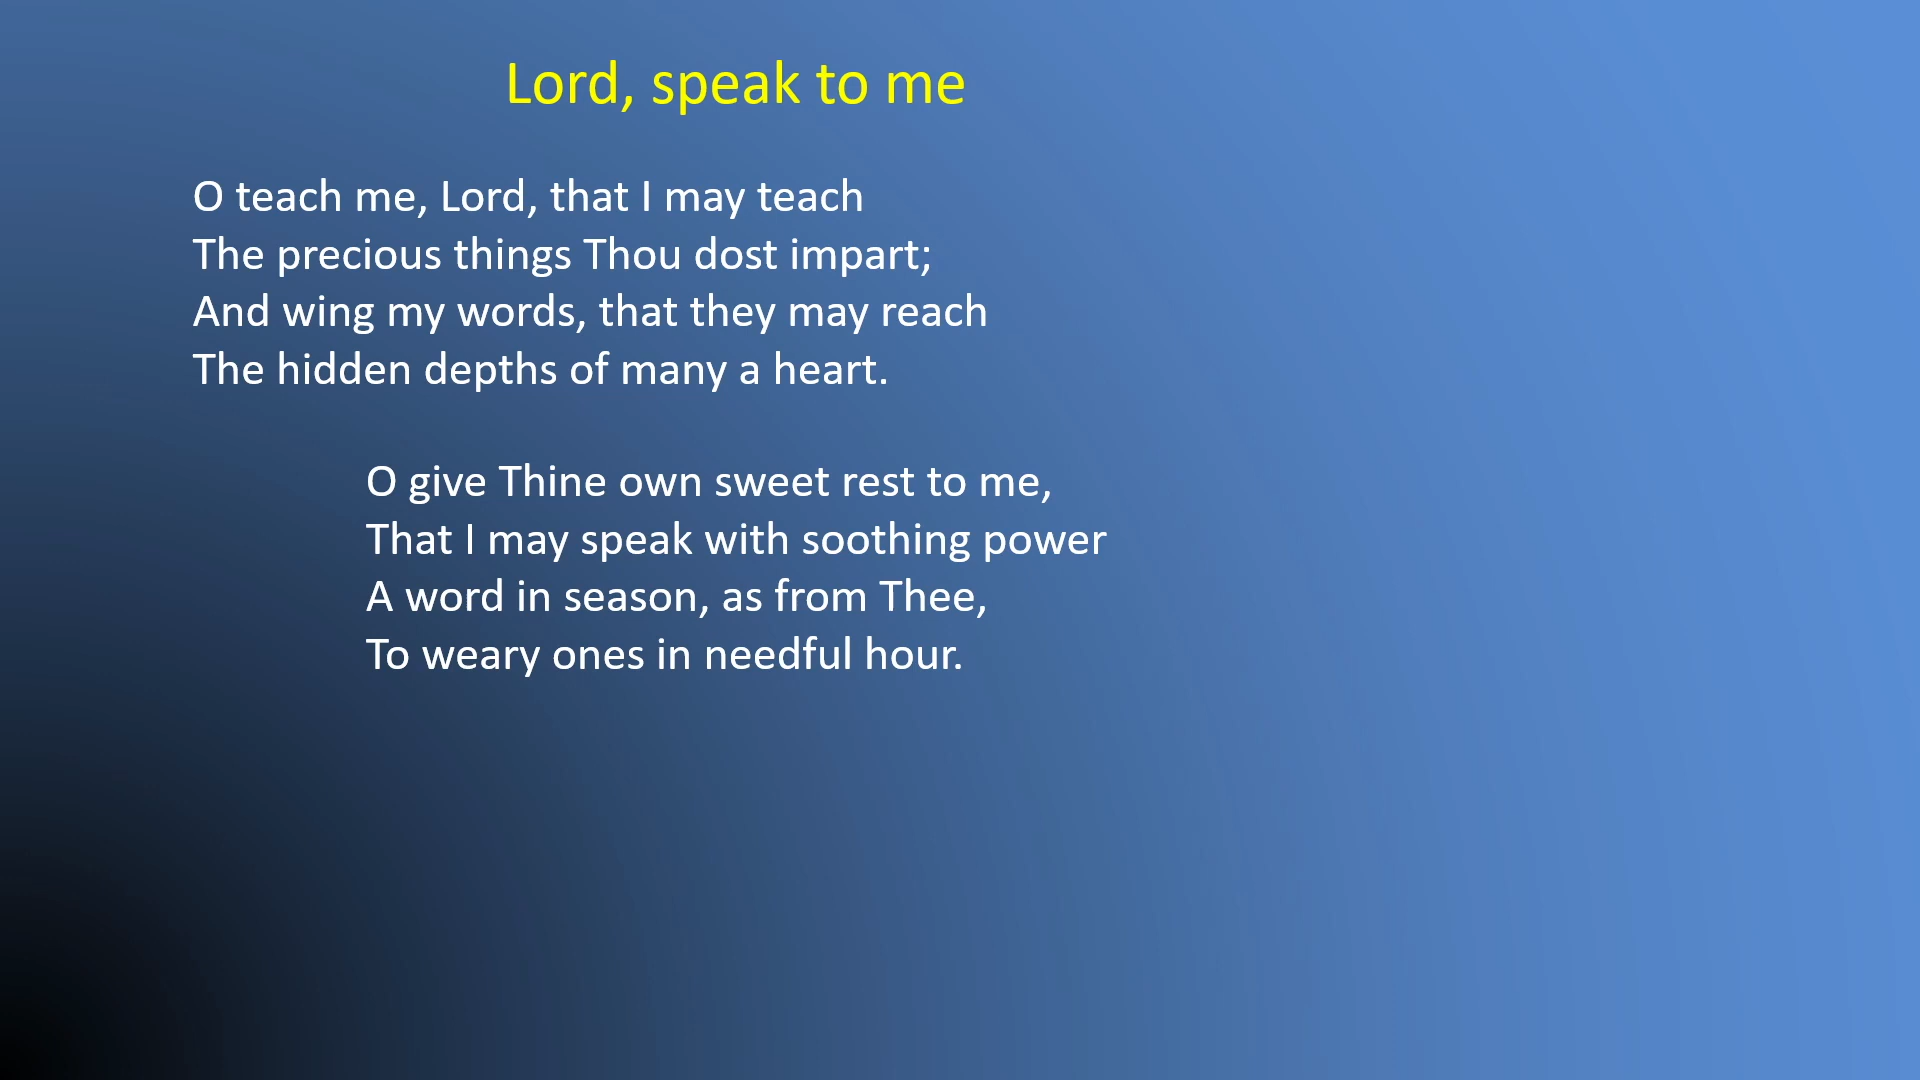 Lord, speak to me
O teach me, Lord, that I may teach
The precious things Thou dost impart;
And wing my words, that they may reach
The hidden depths of many a heart.
O give Thine own sweet rest to me,
That I may speak with soothing power
A word in season, as from Thee,
To weary ones in needful hour.